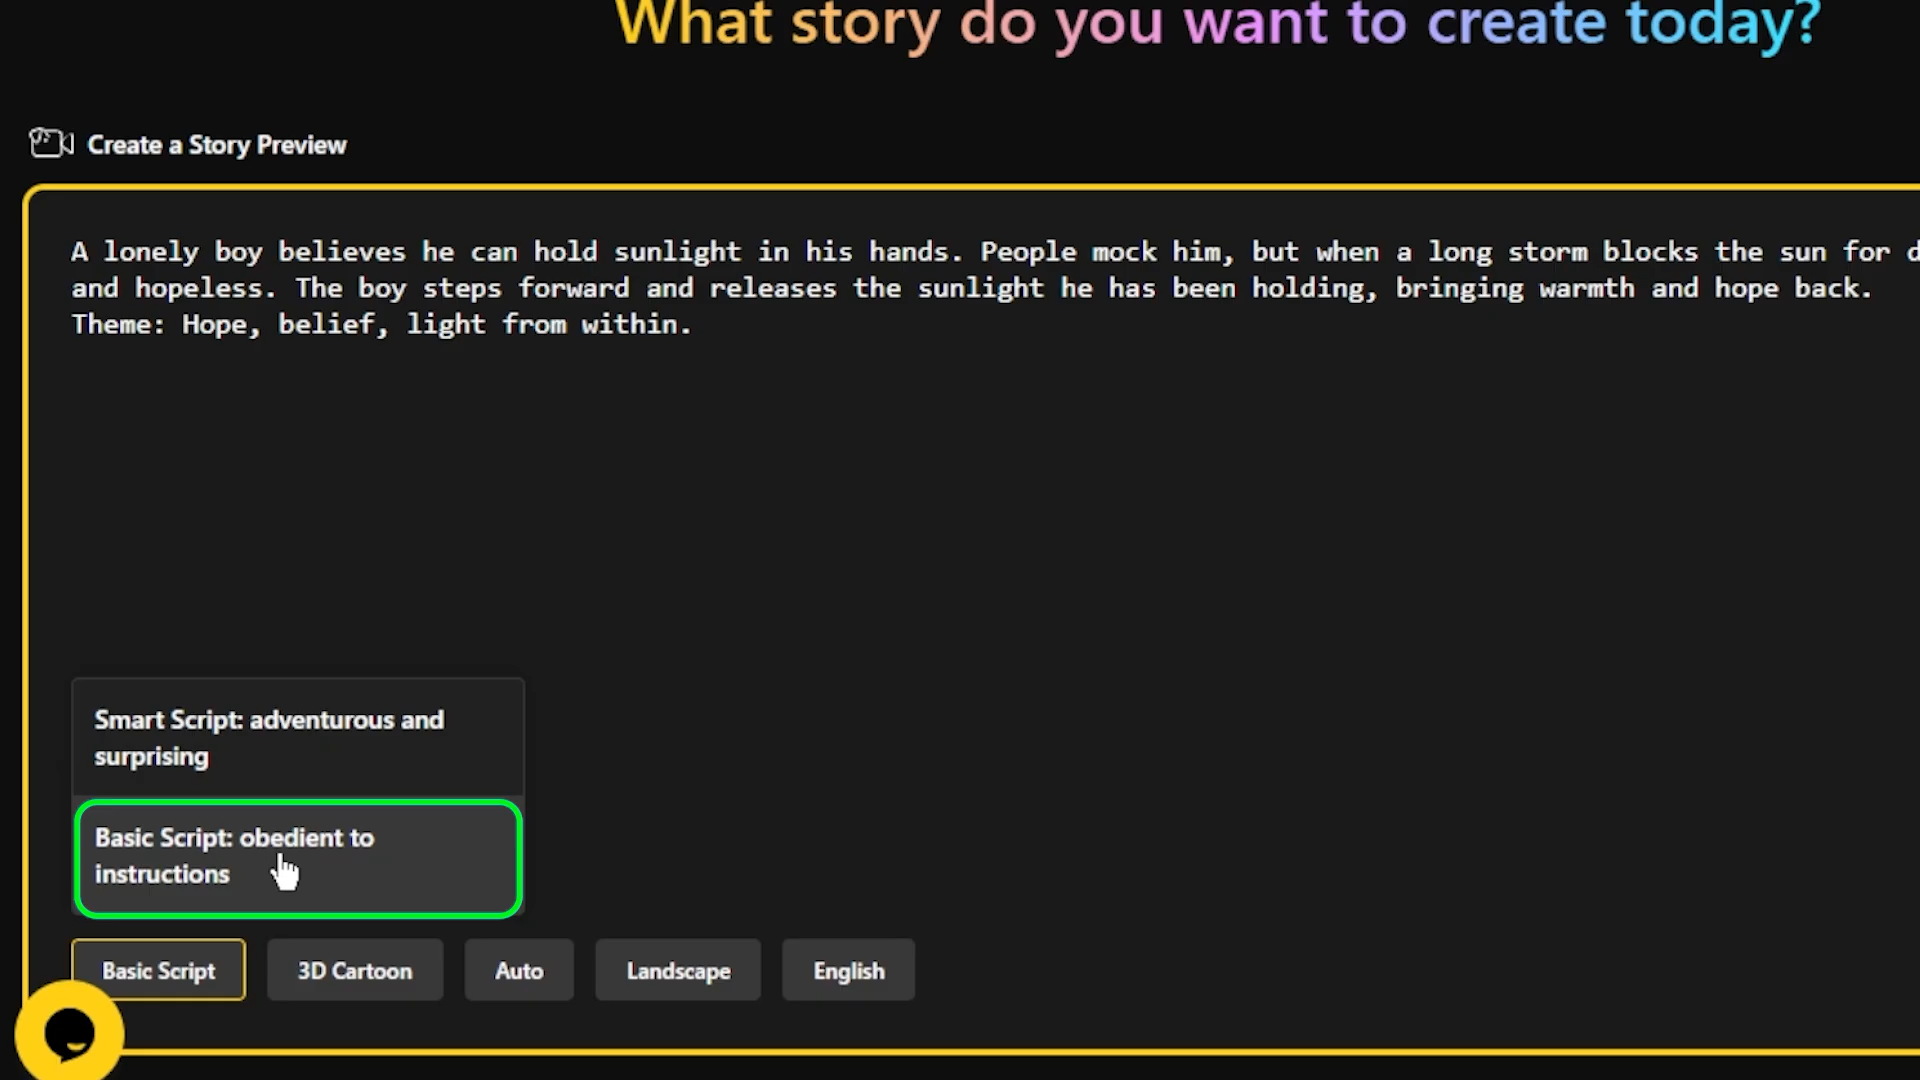 What story do you want to create today?
Create a Story Preview
A lonely boy believes he can hold sunlight in his hands. People mock him, but when a long storm blocks the sun for
and hopeless. The boy steps forward and releases the sunlight he has been holding, bringing warmth and hope back.
Theme: Hope, belief, light from within.
Smart Script: adventurous and
surprising
Basic Script: obedient to
instructions
Basic Script
3D Cartoon
Auto
Landscape
English